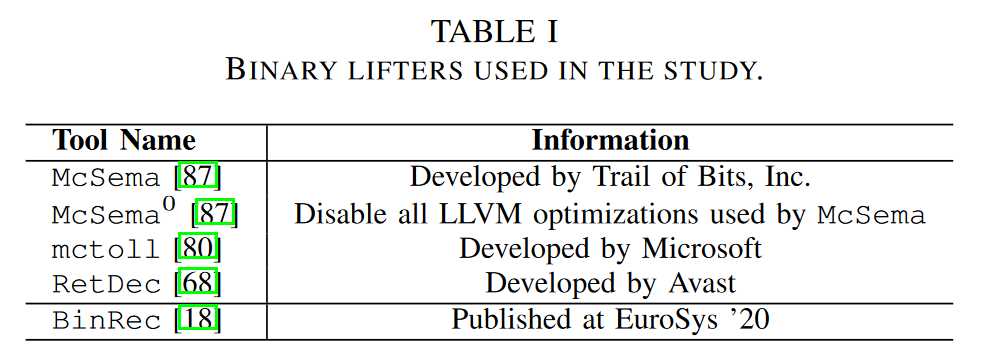 TABLE I
BINARY LIFTERS USED IN THE STUDY.
Tool Name Information
McSema [87] Developed by Trail of Bits, Inc.
McSema⁰ [87] Disable all LLVM optimizations used by McSema
mctoll [80] Developed by Microsoft
RetDec [68] Developed by Avast
BinRec [18] Published at EuroSys ’20